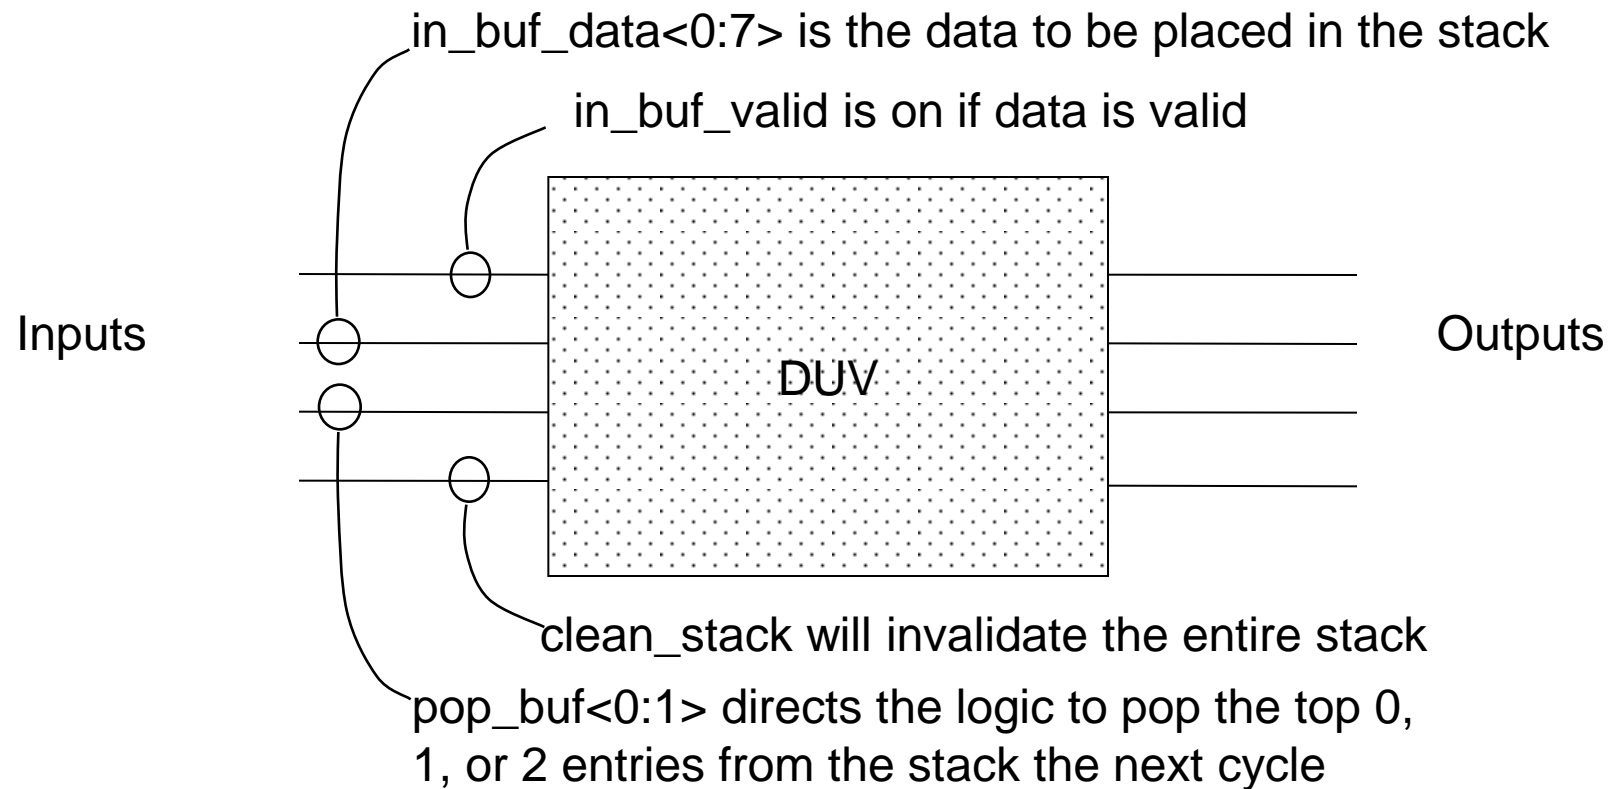 in_buf_data<0:7> is the data to be placed in the stack
in_buf_valid is on if data is valid
Inputs
Outputs
DUV
clean_stack will invalidate the entire stack
pop_buf<0:1> directs the logic to pop the top 0,
1, or 2 entries from the stack the next cycle